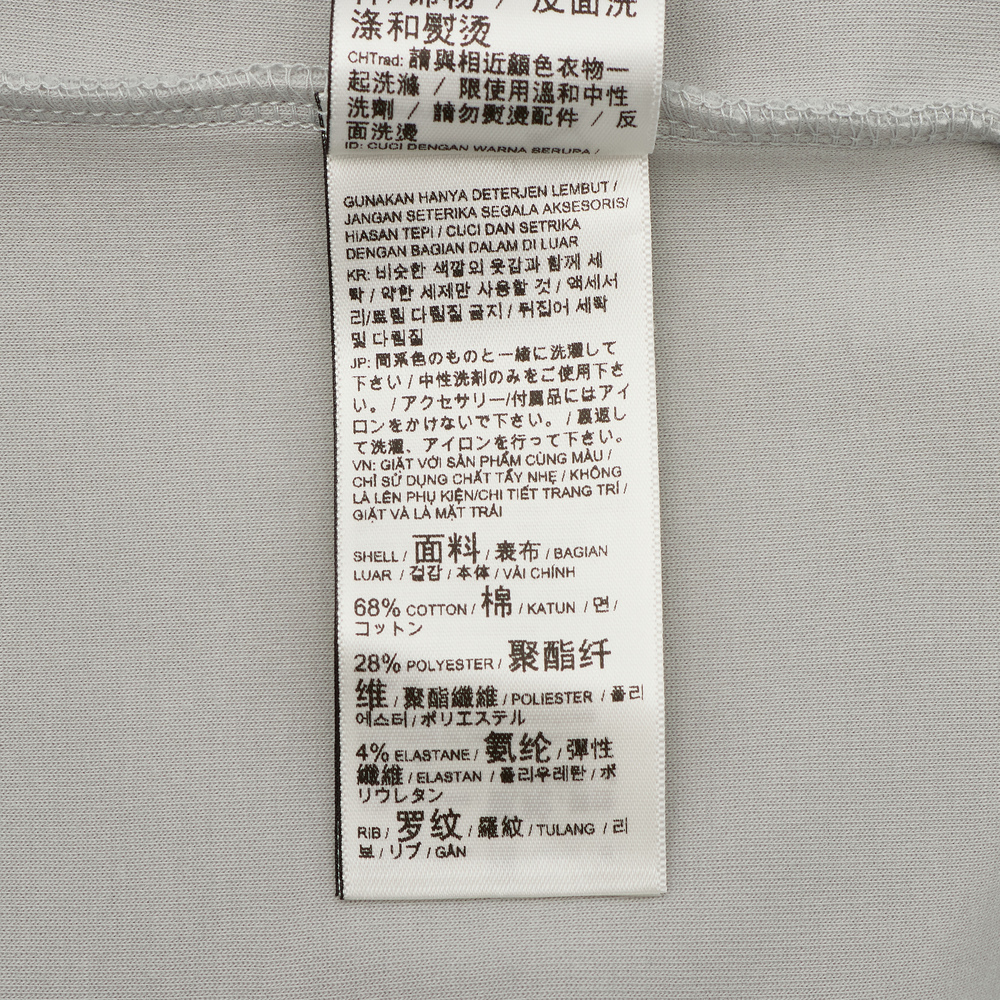 反面洗
涤和熨烫
CHTrad: 請與相近顏色衣物一
起洗滌 / 限使用溫和中性
洗劑 / 請勿熨燙配件 / 反
面洗燙
ID: CUCI DENGAN WARNA SERUPA /
GUNAKAN HANYA DETERJEN LEMBUT /
JANGAN SETERIKA SEGALA AKSESORIS/
HIASAN TEPI / CUCI DAN SETRIKA
DENGAN BAGIAN DALAM DI LUAR
KR: 비슷한 색깔의 옷감과 함께 세
탁 / 약한 세제만 사용할 것 / 액세서
리/트림 다림질 금지 / 뒤집어 세탁
및 다림질
JP: 同系色のものと一緒に洗濯して
下さい / 中性洗剤のみをご使用下さ
い。 / アクセサリー/付属品にはアイ
ロンをかけないで下さい。 / 裏返し
て洗濯、アイロンを行って下さい。
VN: GIẶT VỚI SẢN PHẨM CÙNG MÀU /
CHỈ SỬ DỤNG CHẤT TẨY NHẸ / KHÔNG
LÀ LÊN PHỤ KIỆN/CHI TIẾT TRANG TRÍ /
GIẶT VÀ LÀ MẶT TRÁI
SHELL / 面料 / 表布 / BAGIAN
LUAR / 겉감 / 本体 / VẢI CHÍNH
68% COTTON / 棉 / KATUN / 면 /
コットン
28% POLYESTER / 聚酯纤
维 / 聚酯纖維 / POLIESTER / 폴리
에스터 / ポリエステル
4% ELASTANE / 氨纶 / 彈性
纖維 / ELASTAN / 폴리우레탄 / ポ
リウレタン
RIB / 罗纹 / 羅紋 / TULANG / 리
브 / リブ / GÂN